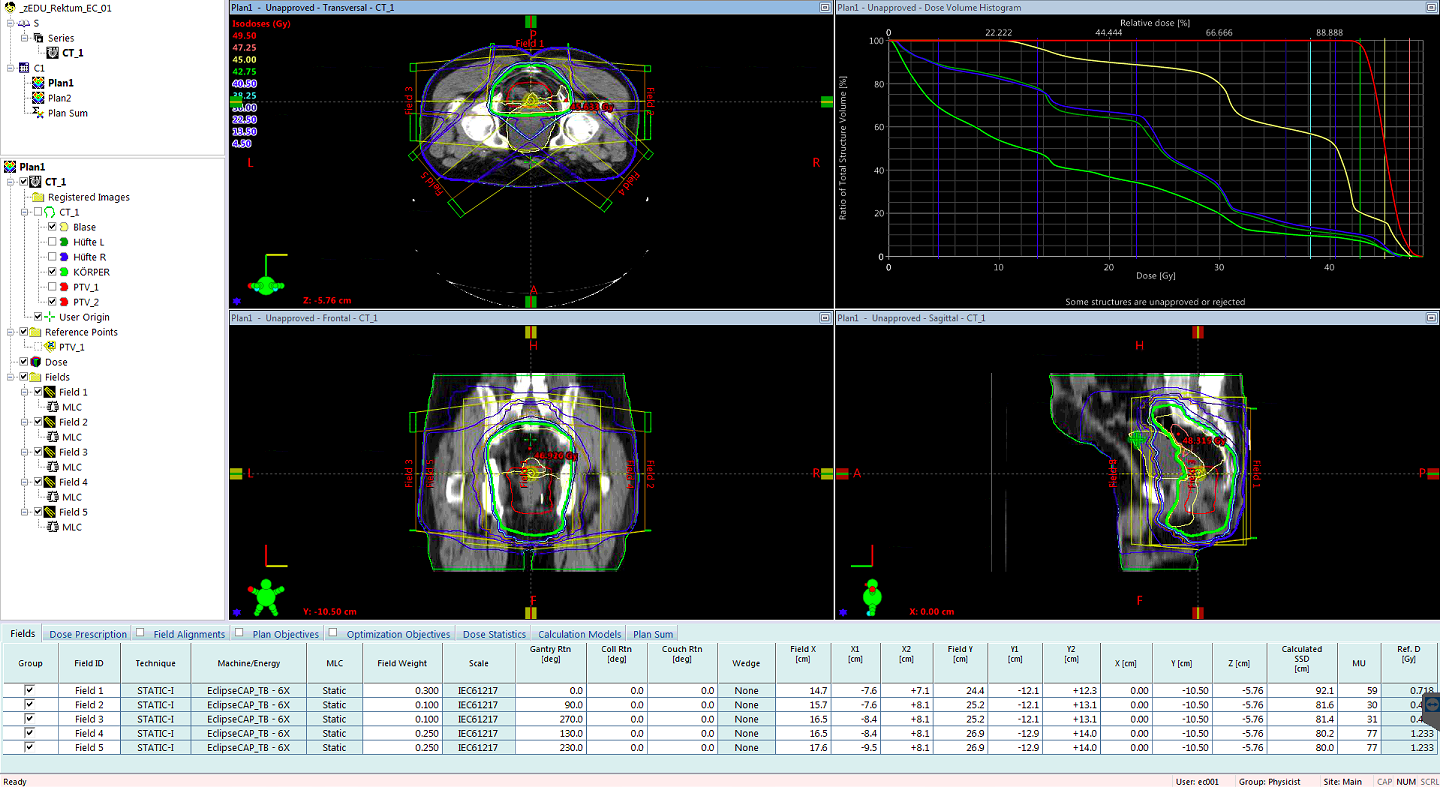 _zEDU_Rektum_EC_01
S
Series
CT_1
C1
Plan1
Plan2
Plan Sum
Plan1
CT_1
Registered Images
CT_1
Blase
Hüfte L
Hüfte R
KÖRPER
PTV_1
PTV_2
User Origin
Reference Points
PTV_1
Dose
Fields
Field 1
MLC
Field 2
MLC
Field 3
MLC
Field 4
MLC
Field 5
MLC
Plan1 - Unapproved - Transversal - CT_1
Isodoses (Gy)
49.50
47.25
45.00
42.75
40.50
38.25
36.00
22.50
13.50
4.50
P
Field 1
Field 3
Field 2
Field 5
Field 4
L
R
A
Z: -5.76 cm
Plan1 - Unapproved - Dose Volume Histogram
Relative dose [%]
0 22.222 44.444 66.666 88.888
Ratio of Total Structure Volume [%]
100
80
60
40
20
0
0 10 20 30 40
Dose [Gy]
Some structures are unapproved or rejected
Plan1 - Unapproved - Frontal - CT_1
H
46.926 Gy
L
R
Field 3
Field 5
Field 2
F
Y: -10.50 cm
Plan1 - Unapproved - Sagittal - CT_1
H
48.315 Gy
A
P
Field 1
F
X: 0.00 cm
Fields Dose Prescription Field Alignments Plan Objectives Optimization Objectives Dose Statistics Calculation Models Plan Sum
Group Field ID Technique Machine/Energy MLC Field Weight Scale Gantry Rtn [deg] Coll Rtn [deg] Couch Rtn [deg] Wedge Field X [cm] X1 [cm] X2 [cm] Field Y [cm] Y1 [cm] Y2 [cm] X [cm] Y [cm] Z [cm] Calculated SSD [cm] MU Ref. D [Gy]
Field 1 STATIC-I EclipseCAP_TB - 6X Static 0.300 IEC61217 0.0 0.0 0.0 None 14.7 -7.6 +7.1 24.4 -12.1 +12.3 0.00 -10.50 -5.76 92.1 59 0.718
Field 2 STATIC-I EclipseCAP_TB - 6X Static 0.100 IEC61217 90.0 0.0 0.0 None 15.7 -7.6 +8.1 25.2 -12.1 +13.1 0.00 -10.50 -5.76 81.6 30
Field 3 STATIC-I EclipseCAP_TB - 6X Static 0.100 IEC61217 270.0 0.0 0.0 None 16.5 -8.4 +8.1 25.2 -12.1 +13.1 0.00 -10.50 -5.76 81.4 31
Field 4 STATIC-I EclipseCAP_TB - 6X Static 0.250 IEC61217 130.0 0.0 0.0 None 16.5 -8.4 +8.1 26.9 -12.9 +14.0 0.00 -10.50 -5.76 80.2 77 1.233
Field 5 STATIC-I EclipseCAP_TB - 6X Static 0.250 IEC61217 230.0 0.0 0.0 None 17.6 -9.5 +8.1 26.9 -12.9 +14.0 0.00 -10.50 -5.76 80.0 77 1.233
Ready
User: ec001 Group: Physicist Site: Main CAP NUM SCRL